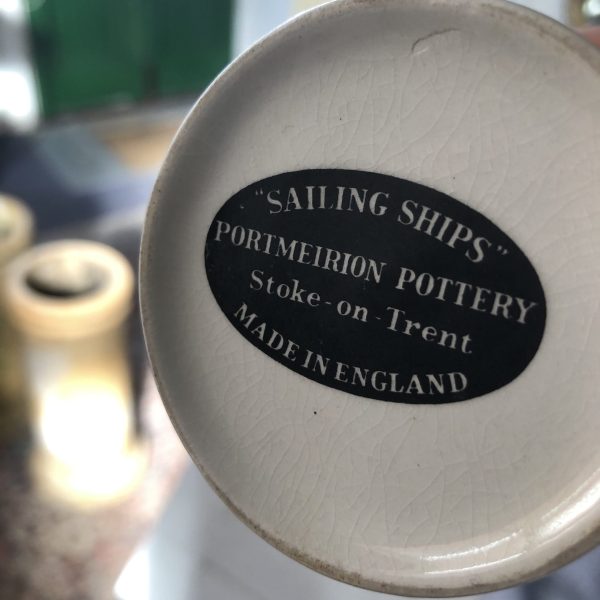 "SAILING SHIPS"
PORTMEIRION POTTERY
Stoke-on-Trent
MADE IN ENGLAND